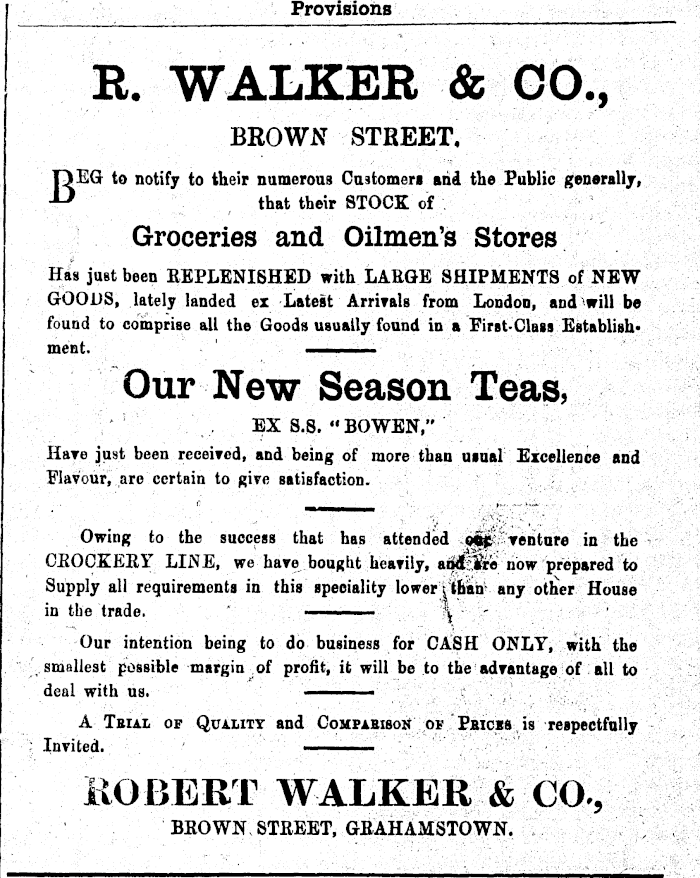 Provisions
R. WALKER & CO.,
BROWN STREET.
BEG to notify to their numerous Customers and the Public generally,
that their STOCK of
Groceries and Oilmen's Stores
Has just been REPLENISHED with LARGE SHIPMENTS of NEW
GOODS, lately landed ex Latest Arrivals from London, and will be
found to comprise all the Goods usually found in a First-Class Establish-
ment.
Our New Season Teas,
EX S.S. "BOWEN,"
Have just been received, and being of more than usual Excellence and
Flavour, are certain to give satisfaction.
Owing to the success that has attended our venture in the
CROCKERY LINE, we have bought heavily, and are now prepared to
Supply all requirements in this speciality lower than any other House
in the trade.
Our intention being to do business for CASH ONLY, with the
smallest possible margin of profit, it will be to the advantage of all to
deal with us.
A TRIAL OF QUALITY and COMPARISON OF PRICES is respectfully
Invited.
ROBERT WALKER & CO.,
BROWN STREET, GRAHAMSTOWN.